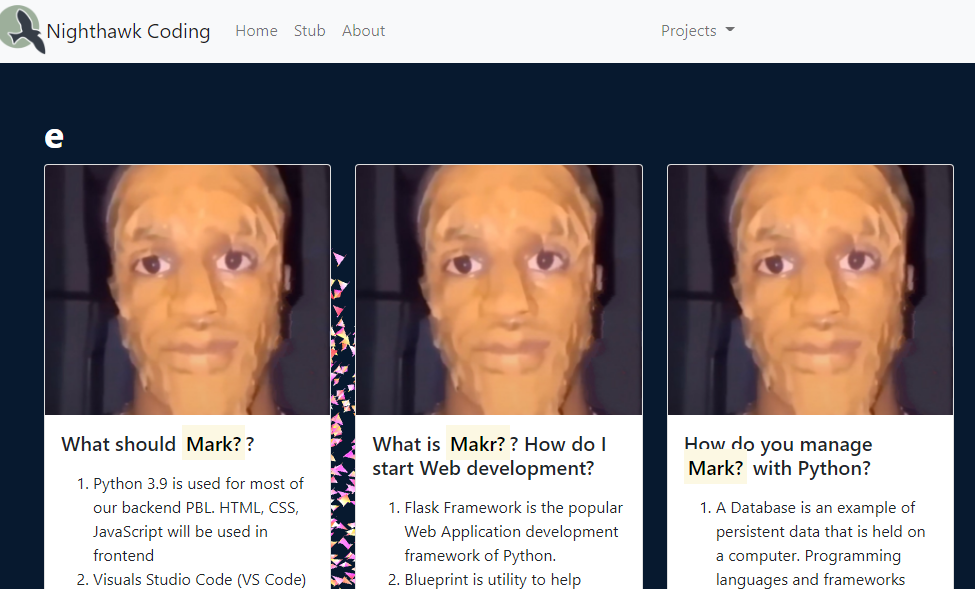 Nighthawk Coding Home Stub About Projects
e
What should Mark? ?
1. Python 3.9 is used for most of
our backend PBL. HTML, CSS,
JavaScript will be used in
frontend
2. Visuals Studio Code (VS Code)
What is Makr? ? How do I
start Web development?
1. Flask Framework is the popular
Web Application development
framework of Python.
2. Blueprint is utility to help
How do you manage
Mark? with Python?
1. A Database is an example of
persistent data that is held on
a computer. Programming
languages and frameworks